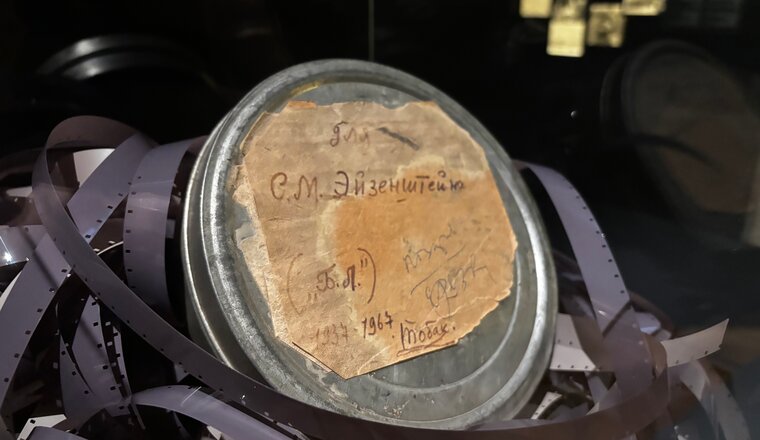 для
С.М. Эйзенштейн
(„Б.Л.")
1937-1967